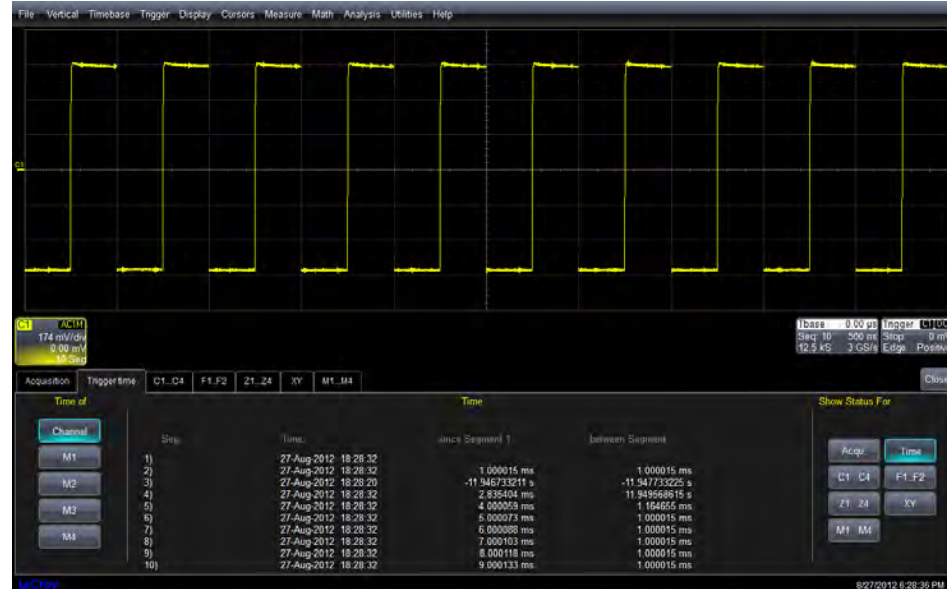 File Vertical Timebase Trigger Display Cursors Measure Math Analysis Utilities Help
C1
C1 AC1M
174 mV/div
0.00 mV
10 Seg
Tbase 0.00 µs
Seq 10 500 ns
12.5 kS 3 GS/s
Trigger C1 DC
Stop 0 mV
Edge Positive
Acquisition Trigger time C1...C4 F1..F2 Z1...Z4 XY M1...M4 Close
Time of Time Show Status For
Channel
M1
M2
M3
M4
Seg. Time. since Segment 1 between Segment
1) 27-Aug-2012 18:28:32
2) 27-Aug-2012 18:28:32 1.000015 ms 1.000015 ms
3) 27-Aug-2012 18:28:20 -11.946733211 s -11.947733225 s
4) 27-Aug-2012 18:28:32 2.835404 ms 11.949568615 s
5) 27-Aug-2012 18:28:32 4.000059 ms 1.164655 ms
6) 27-Aug-2012 18:28:32 5.000073 ms 1.000015 ms
7) 27-Aug-2012 18:28:32 6.000088 ms 1.000015 ms
8) 27-Aug-2012 18:28:32 7.000103 ms 1.000015 ms
9) 27-Aug-2012 18:28:32 8.000118 ms 1.000015 ms
10) 27-Aug-2012 18:28:32 9.000133 ms 1.000015 ms
Acqu. Time
C1 C4 F1..F2
Z1 Z4 XY
M1 M4
LeCroy
8/27/2012 6:28:36 PM